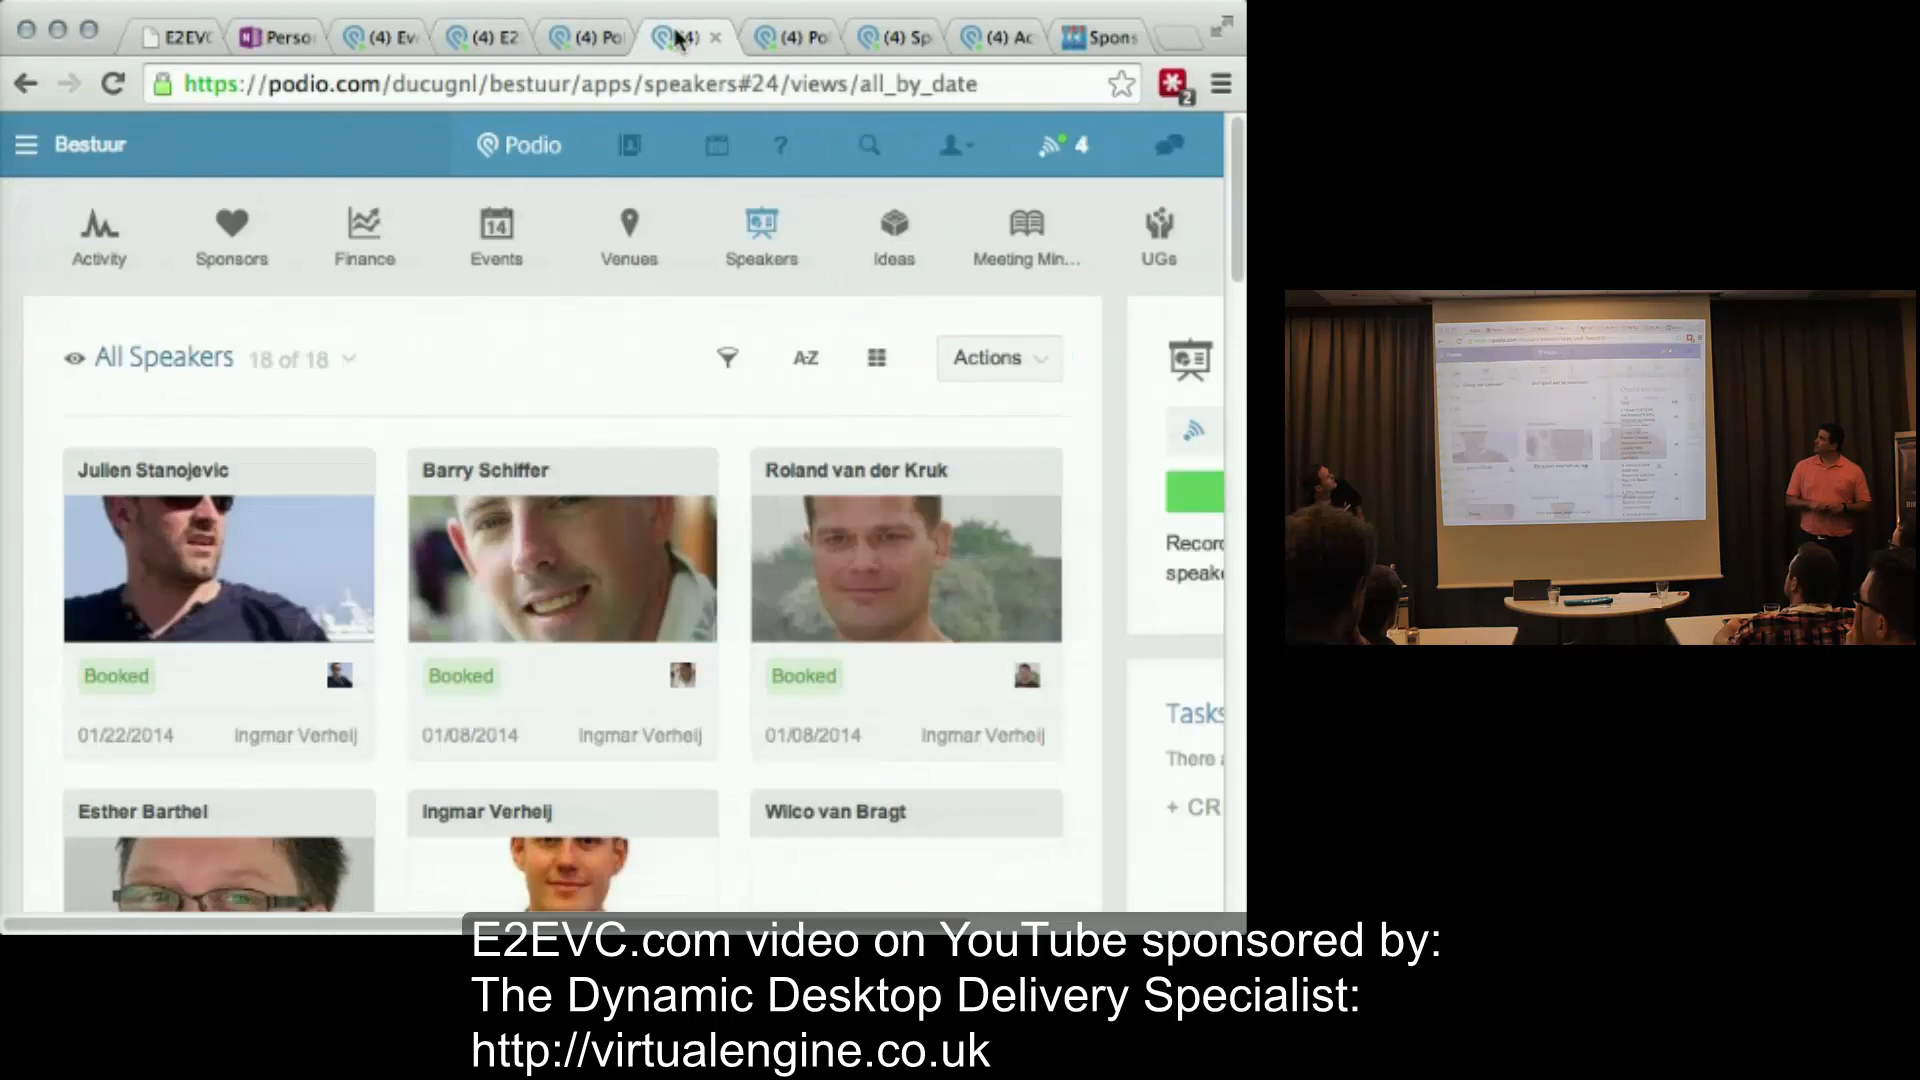 E2EVC
Perso
(4) Ev
(4) E2
(4) Po
4)
(4) Po
(4) Sp
(4) Ac
Spons
https://podio.com/ducugnl/bestuur/apps/speakers#24/views/all_by_date
2
Bestuur
Podio
?
4
Activity
Sponsors
Finance
14
Events
Venues
Speakers
Ideas
Meeting Min...
UGs
All Speakers 18 of 18
A-Z
Actions
Julien Stanojevic
Barry Schiffer
Roland van der Kruk
Recor
speake
Booked
Booked
Booked
01/22/2014 Ingmar Verheij
01/08/2014 Ingmar Verheij
01/08/2014 Ingmar Verheij
Tasks
There a
+ CR
Esther Barthel
Ingmar Verheij
Wilco van Bragt
E2EVC.com video on YouTube sponsored by:
The Dynamic Desktop Delivery Specialist:
http://virtualengine.co.uk